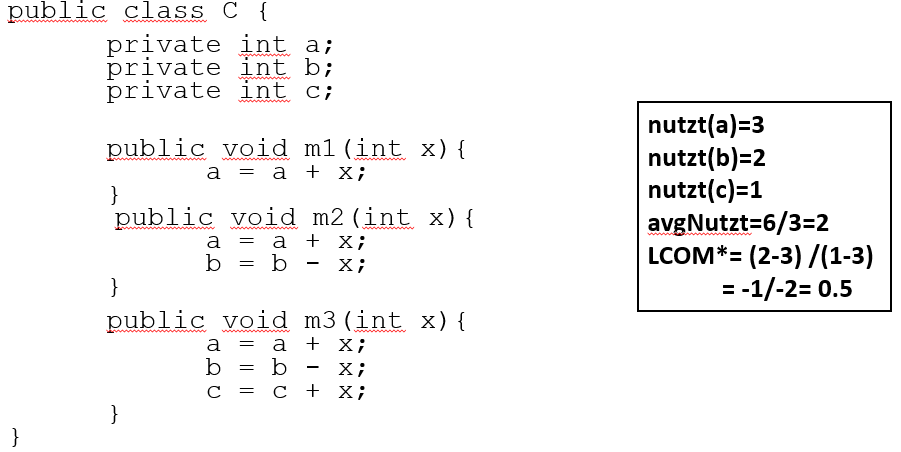 public class C {
private int a;
private int b;
private int c;
public void m1(int x){
a = a + x;
}
public void m2(int x){
a = a + x;
b = b - x;
}
public void m3(int x){
a = a + x;
b = b - x;
c = c + x;
}
}
nutzt(a)=3
nutzt(b)=2
nutzt(c)=1
avgNutzt=6/3=2
LCOM*= (2-3) /(1-3)
= -1/-2= 0.5